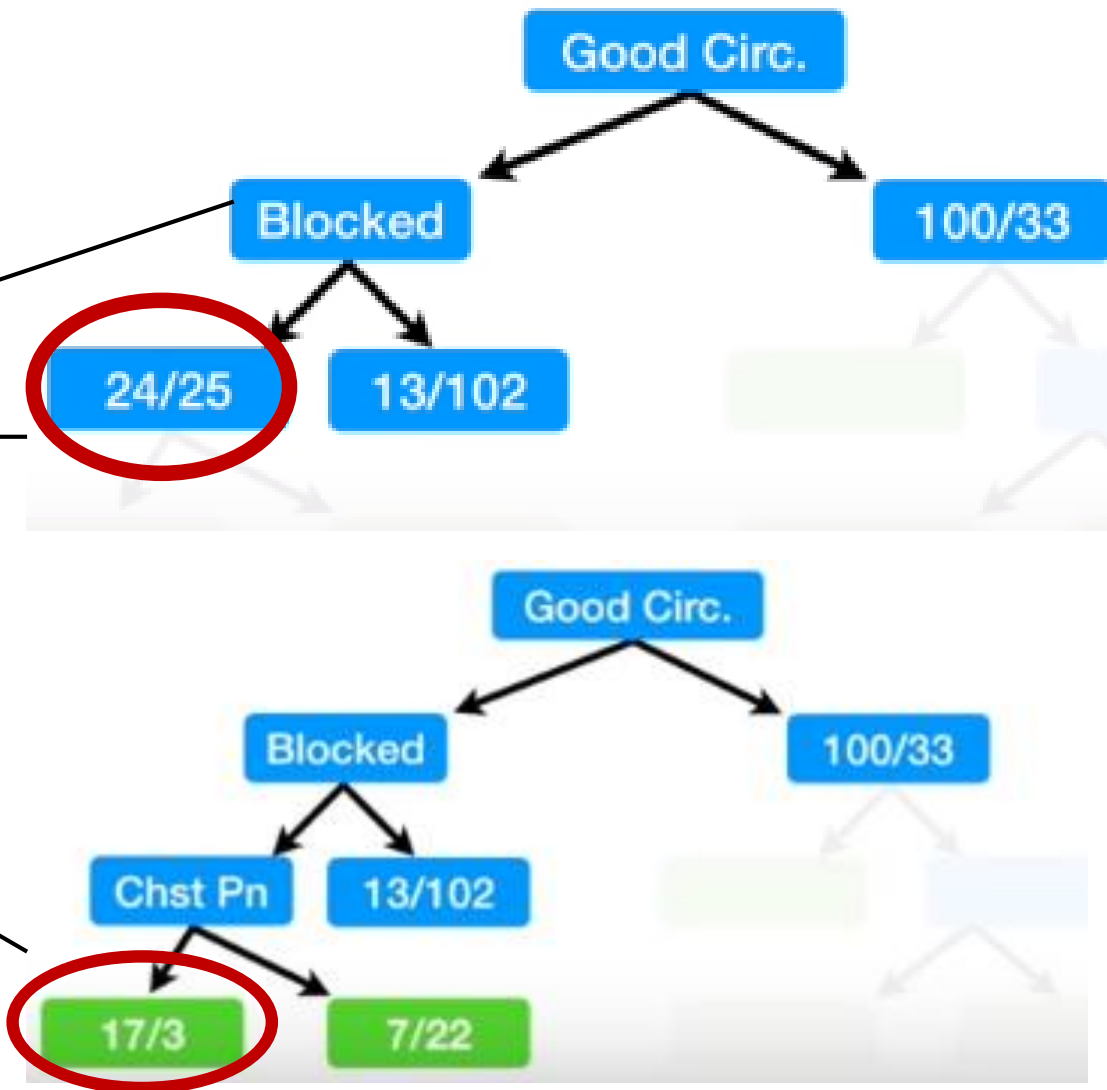 Good Circ.
Blocked
100/33
24/25
13/102
Good Circ.
Blocked
100/33
Chst Pn
13/102
17/3
7/22